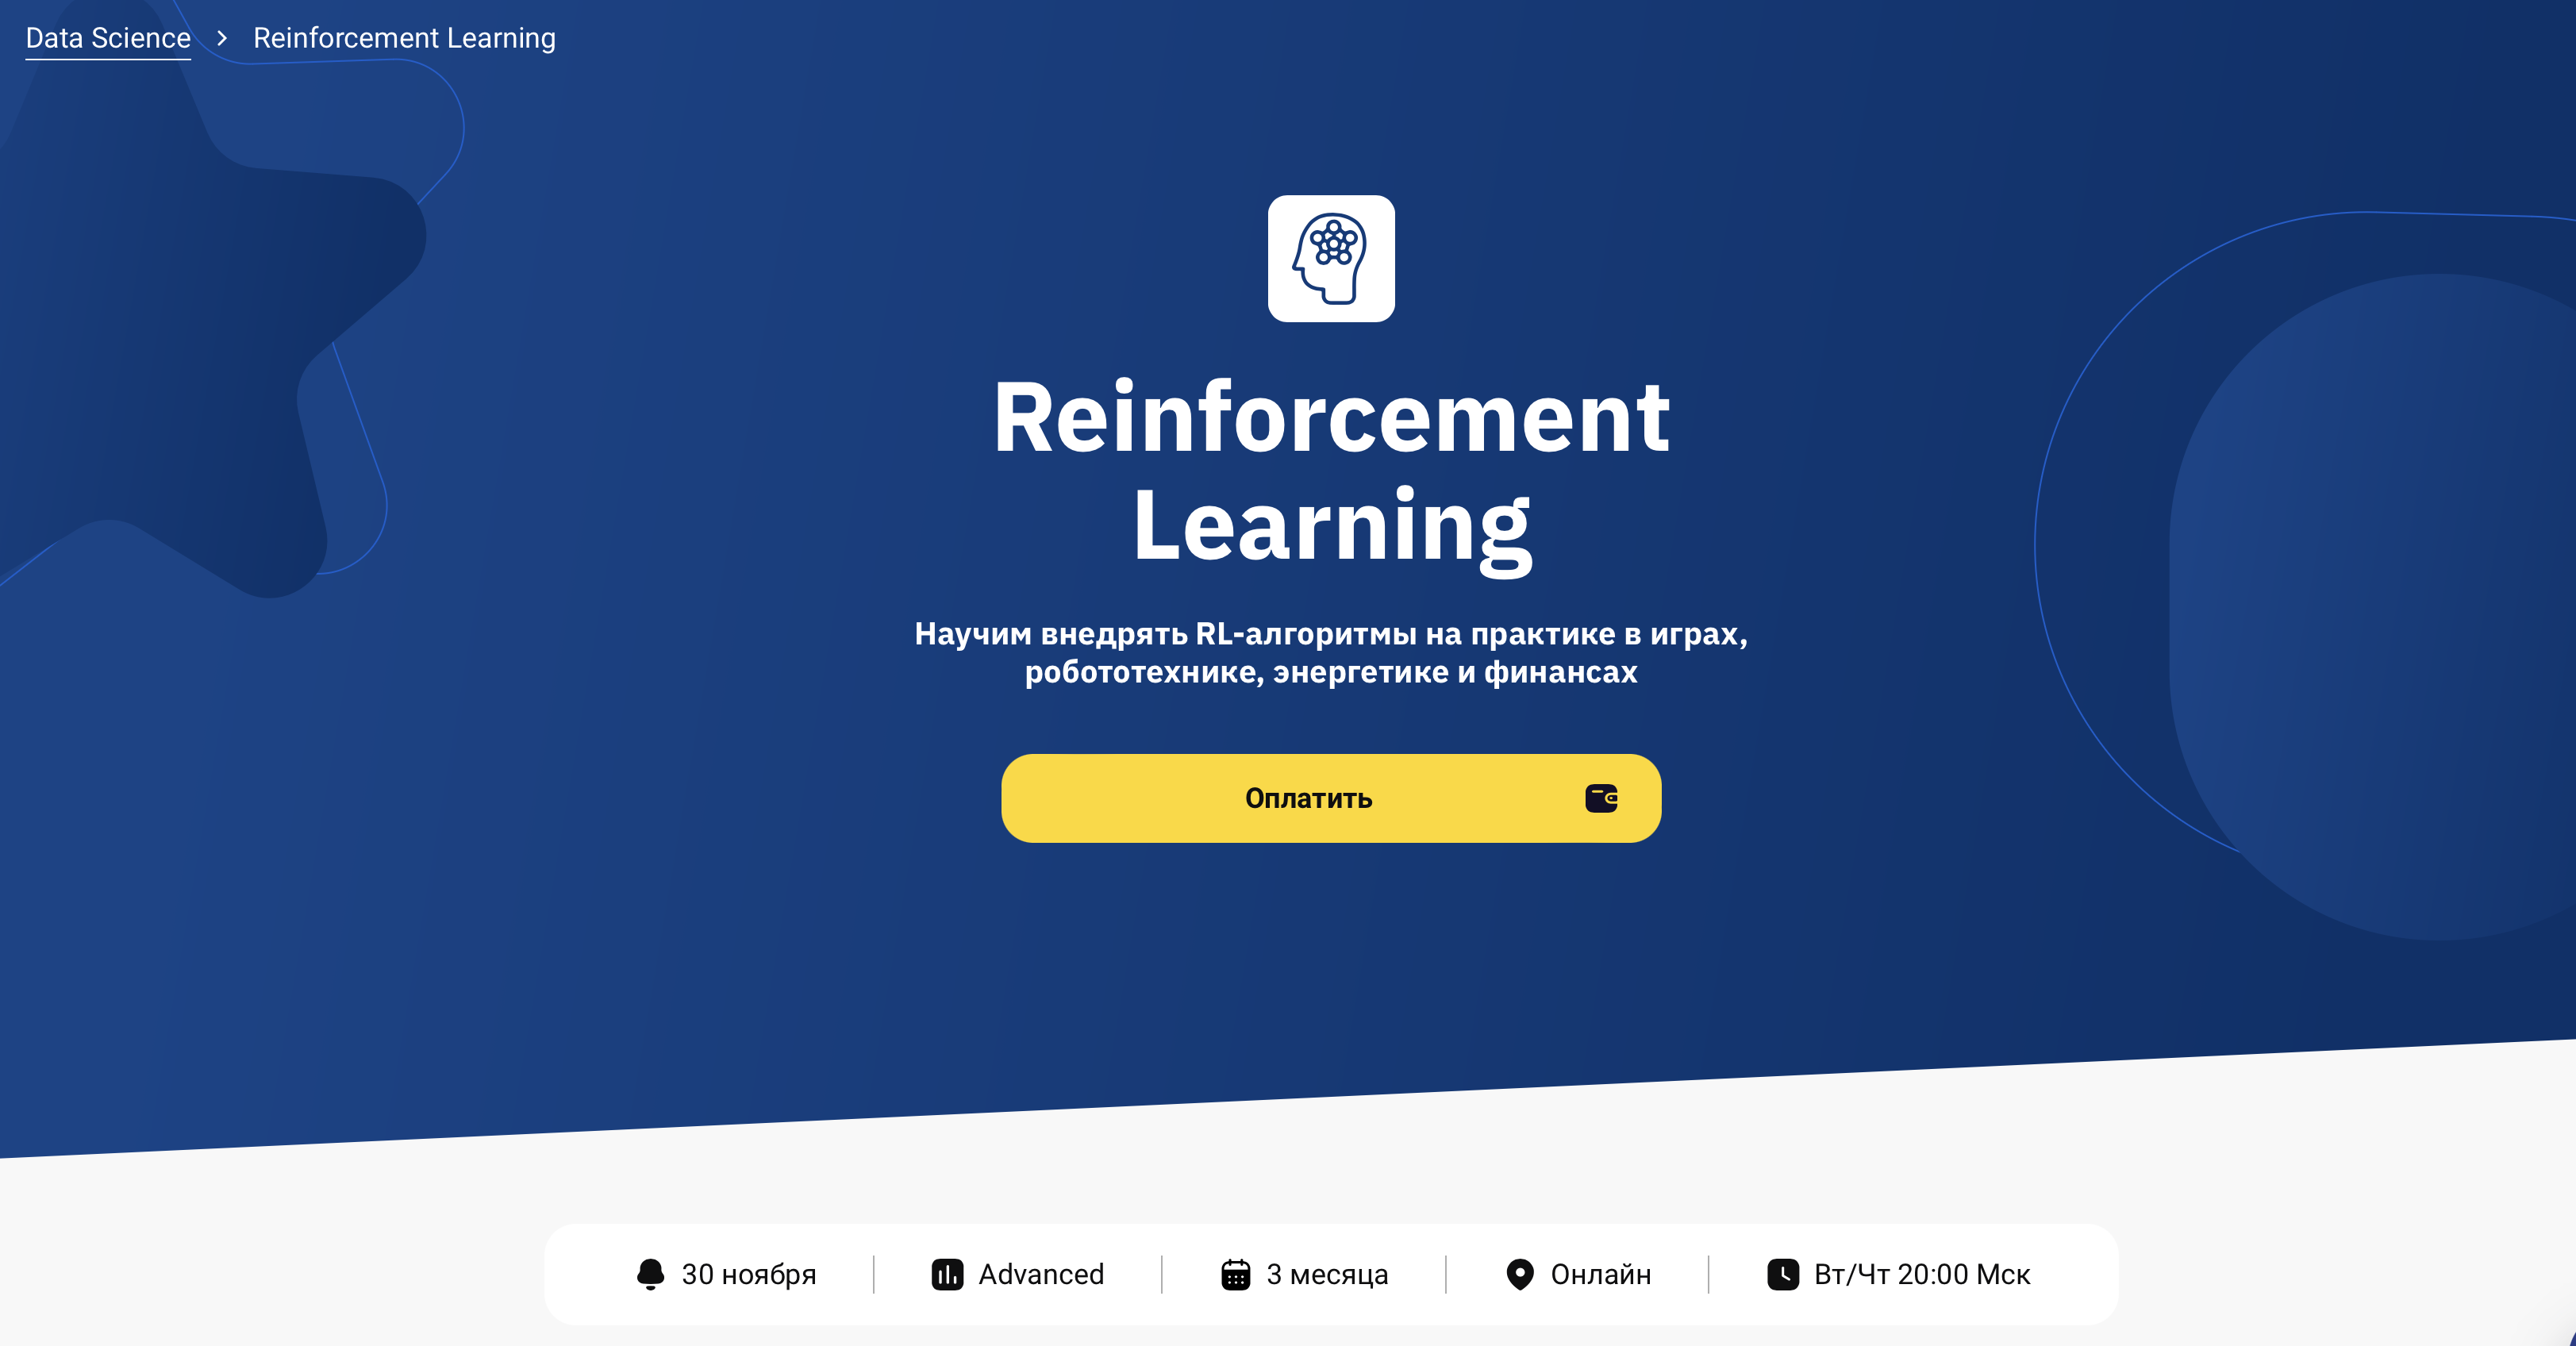 Data Science > Reinforcement Learning
Reinforcement
Learning
Научим внедрять RL-алгоритмы на практике в играх,
робототехнике, энергетике и финансах
Оплатить
30 ноября
Advanced
3 месяца
Онлайн
Вт/Чт 20:00 Мск